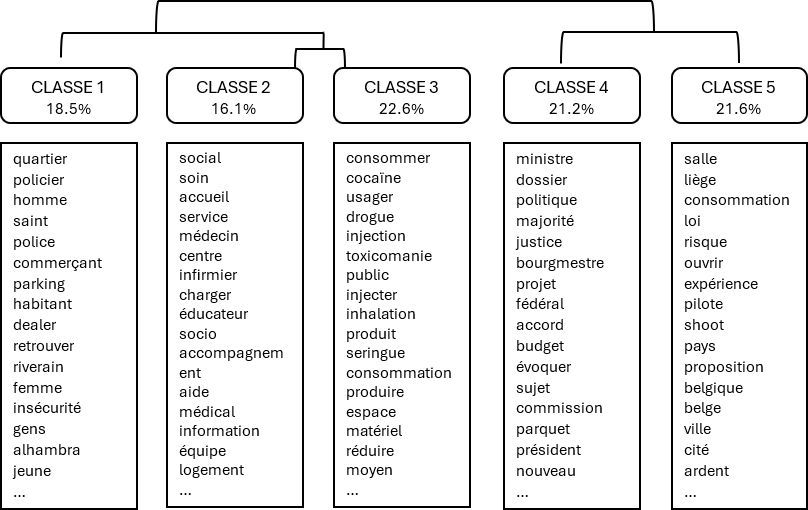 CLASSE 1
18.5%
quartier
policier
homme
saint
police
commerçant
parking
habitant
dealer
retrouver
riverain
femme
insécurité
gens
alhambra
jeune
...
CLASSE 2
16.1%
social
soin
accueil
service
médecin
centre
infirmier
charger
éducateur
socio
accompagnem
ent
aide
médical
information
équipe
logement
...
CLASSE 3
22.6%
consommer
cocaïne
usager
drogue
injection
toxicomanie
public
injecter
inhalation
produit
seringue
consommation
produire
espace
matériel
réduire
moyen
...
CLASSE 4
21.2%
ministre
dossier
politique
majorité
justice
bourgmestre
projet
fédéral
accord
budget
évoquer
sujet
commission
parquet
président
nouveau
...
CLASSE 5
21.6%
salle
liège
consommation
loi
risque
ouvrir
expérience
pilote
shoot
pays
proposition
belgique
belge
ville
cité
ardent
...